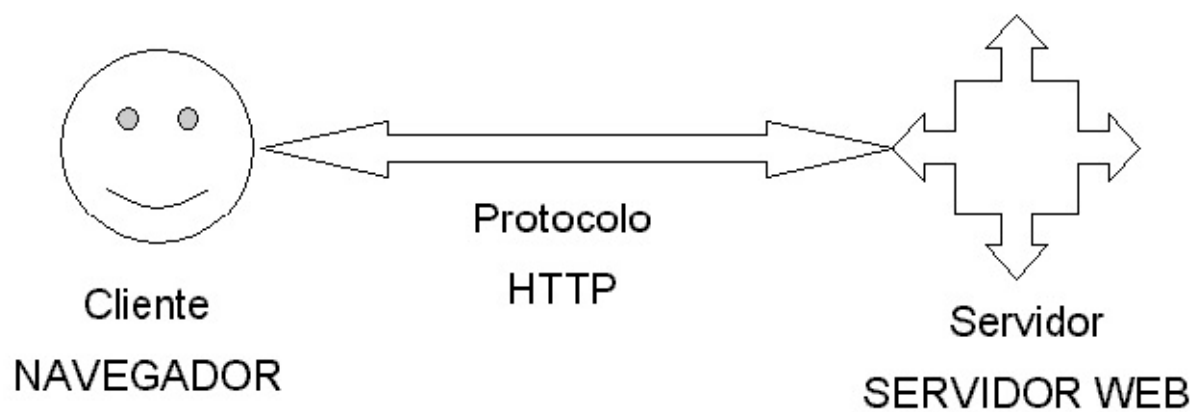 Protocolo
HTTP
Cliente
NAVEGADOR
Servidor
SERVIDOR WEB